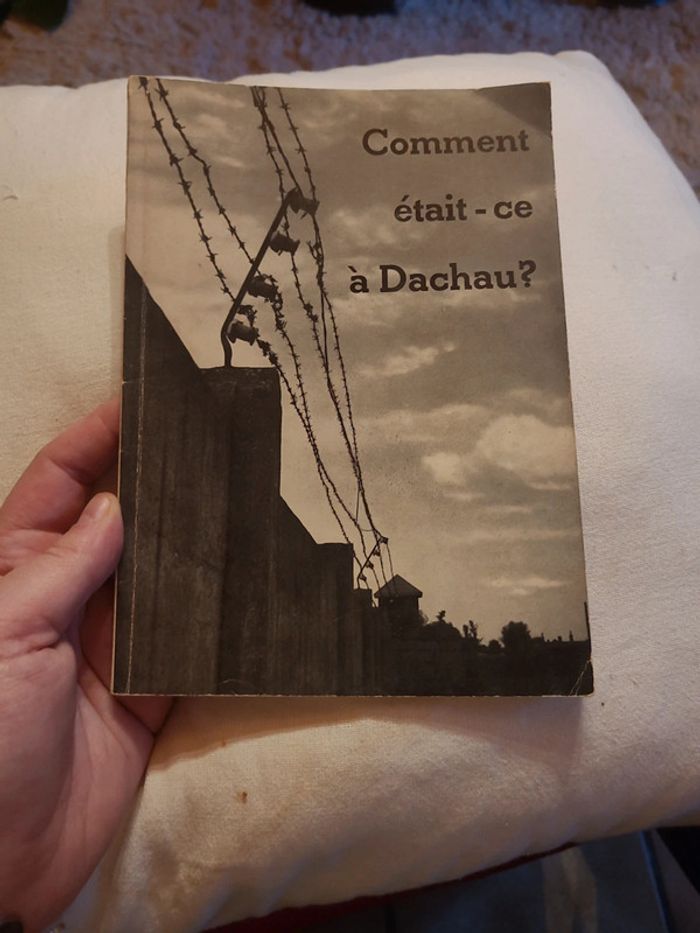 Comment
était-ce
à Dachau?